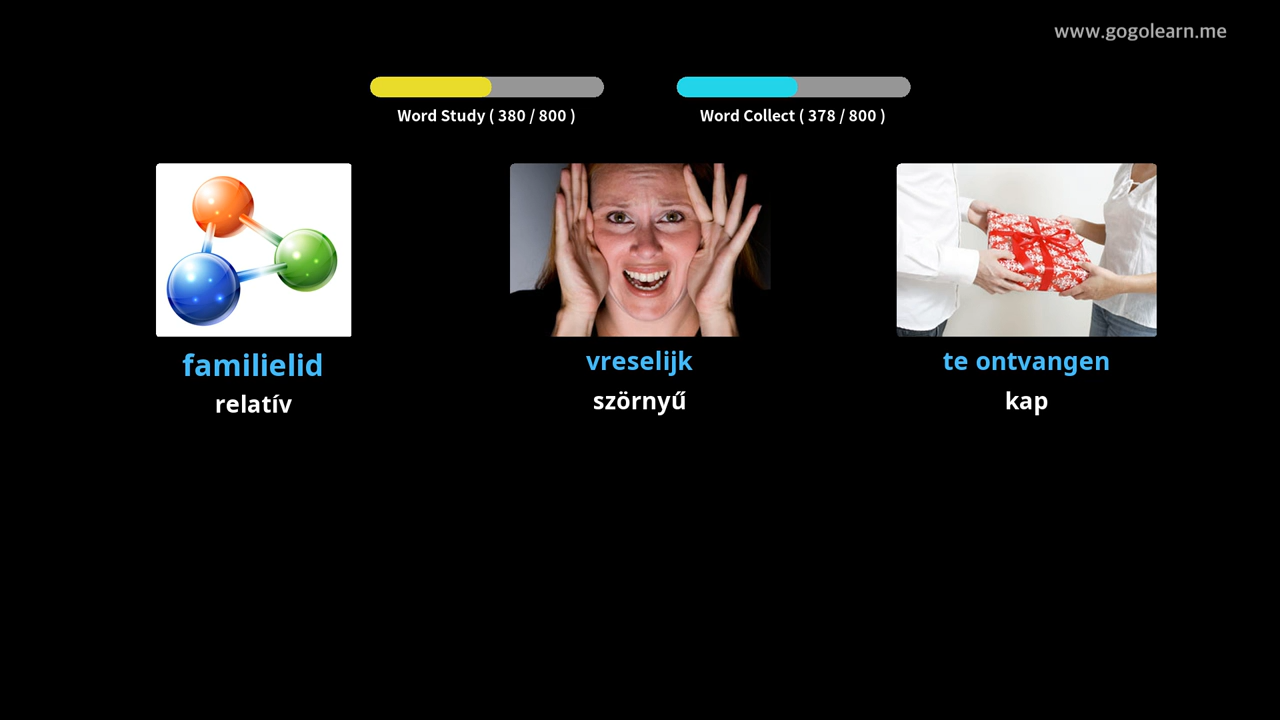 www.gogolearn.me
Word Study ( 380 / 800 )
Word Collect ( 378 / 800 )
familielid
relatív
vreselijk
szörnyű
te ontvangen
kap